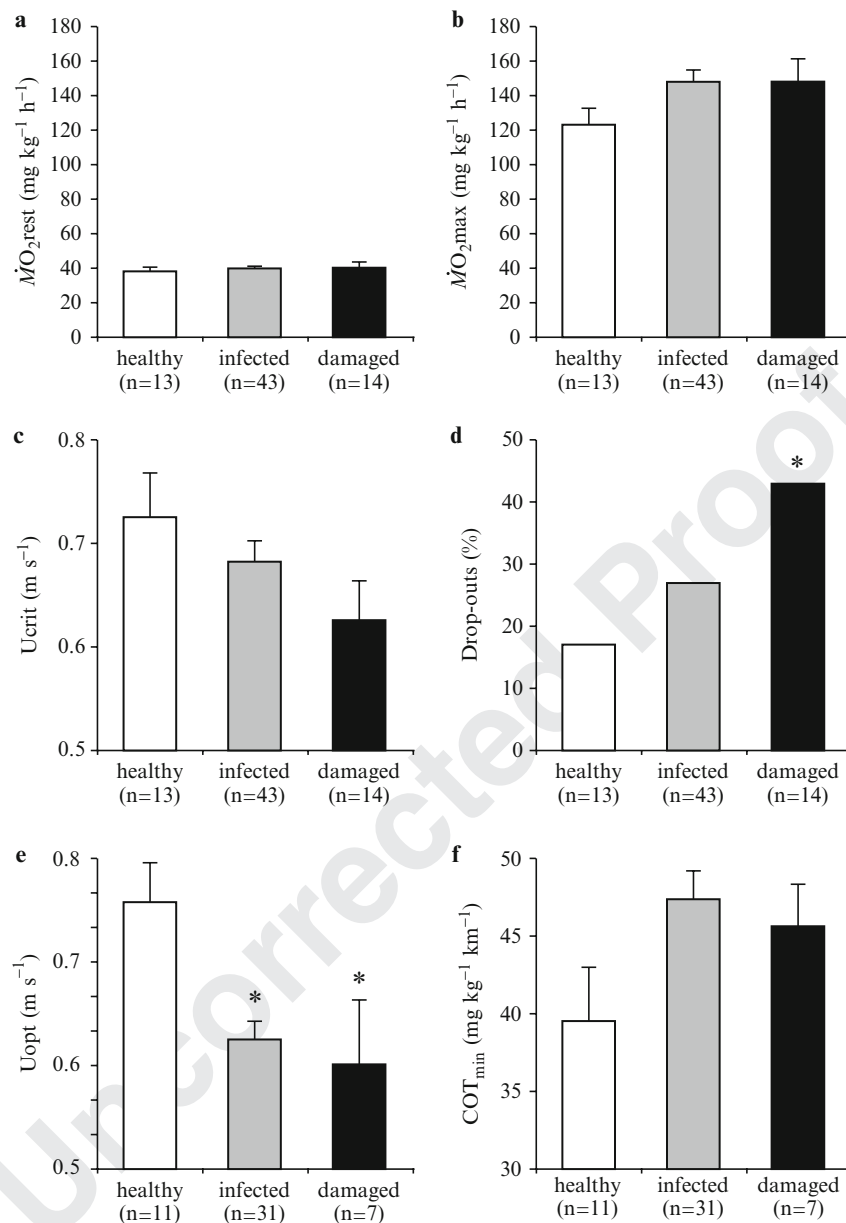 a
180
160
140
120
100
80
60
40
20
0
ṀO₂rest (mg kg⁻¹ h⁻¹)
healthy infected damaged
(n=13) (n=43) (n=14)
b
180
160
140
120
100
80
60
40
20
0
ṀO₂max (mg kg⁻¹ h⁻¹)
healthy infected damaged
(n=13) (n=43) (n=14)
c
0.8
0.7
0.6
0.5
Ucrit (m s⁻¹)
healthy infected damaged
(n=13) (n=43) (n=14)
d
50
40
30
20
10
0
Drop-outs (%)
*
healthy infected damaged
(n=13) (n=43) (n=14)
e
0.8
0.7
0.6
0.5
Uopt (m s⁻¹)
* *
healthy infected damaged
(n=11) (n=31) (n=7)
f
50
45
40
35
30
COTmin (mg kg⁻¹ km⁻¹)
healthy infected damaged
(n=11) (n=31) (n=7)
Uncorrected Proof